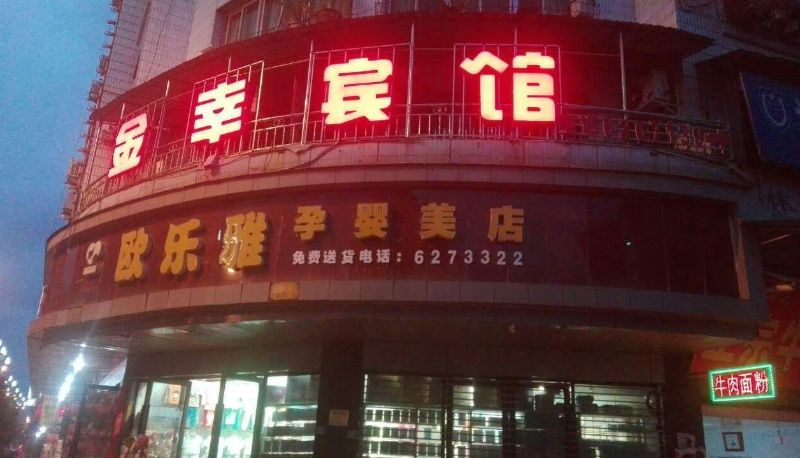 金幸宾馆
欧乐雅 孕婴美店
免费送货电话：6273322
牛肉面粉